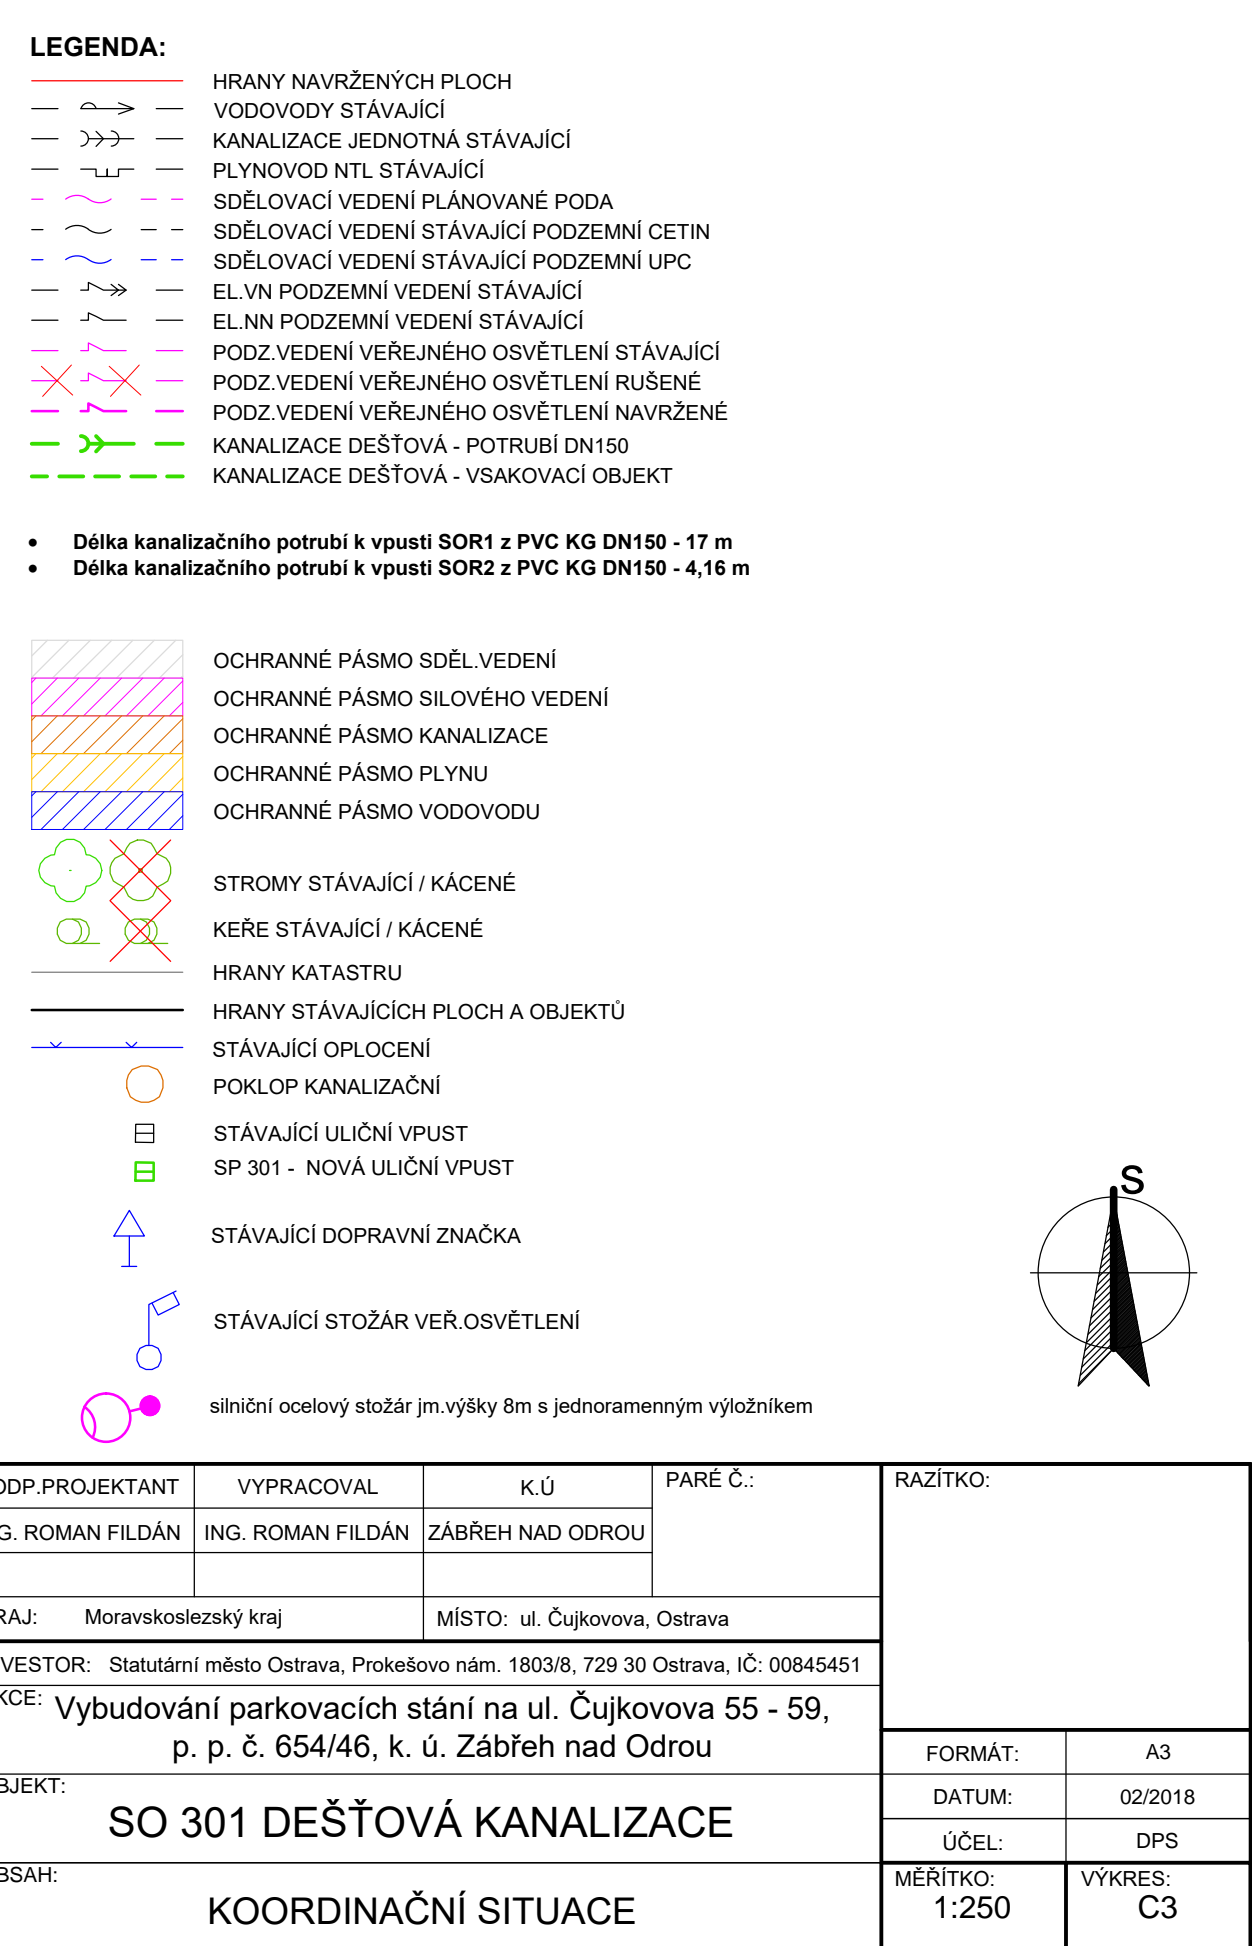 LEGENDA:
HRANY NAVRŽENÝCH PLOCH
VODOVODY STÁVAJÍCÍ
KANALIZACE JEDNOTNÁ STÁVAJÍCÍ
PLYNOVOD NTL STÁVAJÍCÍ
SDĚLOVACÍ VEDENÍ PLÁNOVANÉ PODA
SDĚLOVACÍ VEDENÍ STÁVAJÍCÍ PODZEMNÍ CETIN
SDĚLOVACÍ VEDENÍ STÁVAJÍCÍ PODZEMNÍ UPC
EL.VN PODZEMNÍ VEDENÍ STÁVAJÍCÍ
EL.NN PODZEMNÍ VEDENÍ STÁVAJÍCÍ
PODZ.VEDENÍ VEŘEJNÉHO OSVĚTLENÍ STÁVAJÍCÍ
PODZ.VEDENÍ VEŘEJNÉHO OSVĚTLENÍ RUŠENÉ
PODZ.VEDENÍ VEŘEJNÉHO OSVĚTLENÍ NAVRŽENÉ
KANALIZACE DEŠŤOVÁ - POTRUBÍ DN150
KANALIZACE DEŠŤOVÁ - VSAKOVACÍ OBJEKT
• Délka kanalizačního potrubí k vpusti SOR1 z PVC KG DN150 - 17 m
• Délka kanalizačního potrubí k vpusti SOR2 z PVC KG DN150 - 4,16 m
OCHRANNÉ PÁSMO SDĚL.VEDENÍ
OCHRANNÉ PÁSMO SILOVÉHO VEDENÍ
OCHRANNÉ PÁSMO KANALIZACE
OCHRANNÉ PÁSMO PLYNU
OCHRANNÉ PÁSMO VODOVODU
STROMY STÁVAJÍCÍ / KÁCENÉ
KEŘE STÁVAJÍCÍ / KÁCENÉ
HRANY KATASTRU
HRANY STÁVAJÍCÍCH PLOCH A OBJEKTŮ
STÁVAJÍCÍ OPLOCENÍ
POKLOP KANALIZAČNÍ
STÁVAJÍCÍ ULIČNÍ VPUST
SP 301 - NOVÁ ULIČNÍ VPUST
S
STÁVAJÍCÍ DOPRAVNÍ ZNAČKA
STÁVAJÍCÍ STOŽÁR VEŘ.OSVĚTLENÍ
silniční ocelový stožár jm.výšky 8m s jednoramenným výložníkem
ODP.PROJEKTANT VYPRACOVAL K.Ú PARÉ Č.: RAZÍTKO:
G. ROMAN FILDÁN ING. ROMAN FILDÁN ZÁBŘEH NAD ODROU
RAJ: Moravskoslezský kraj MÍSTO: ul. Čujkovova, Ostrava
VESTOR: Statutární město Ostrava, Prokešovo nám. 1803/8, 729 30 Ostrava, IČ: 00845451
KCE: Vybudování parkovacích stání na ul. Čujkovova 55 - 59,
p. p. č. 654/46, k. ú. Zábřeh nad Odrou
FORMÁT: A3
BJEKT:
SO 301 DEŠŤOVÁ KANALIZACE
DATUM: 02/2018
ÚČEL: DPS
BSAH:
KOORDINAČNÍ SITUACE
MĚŘÍTKO: VÝKRES:
1:250 C3